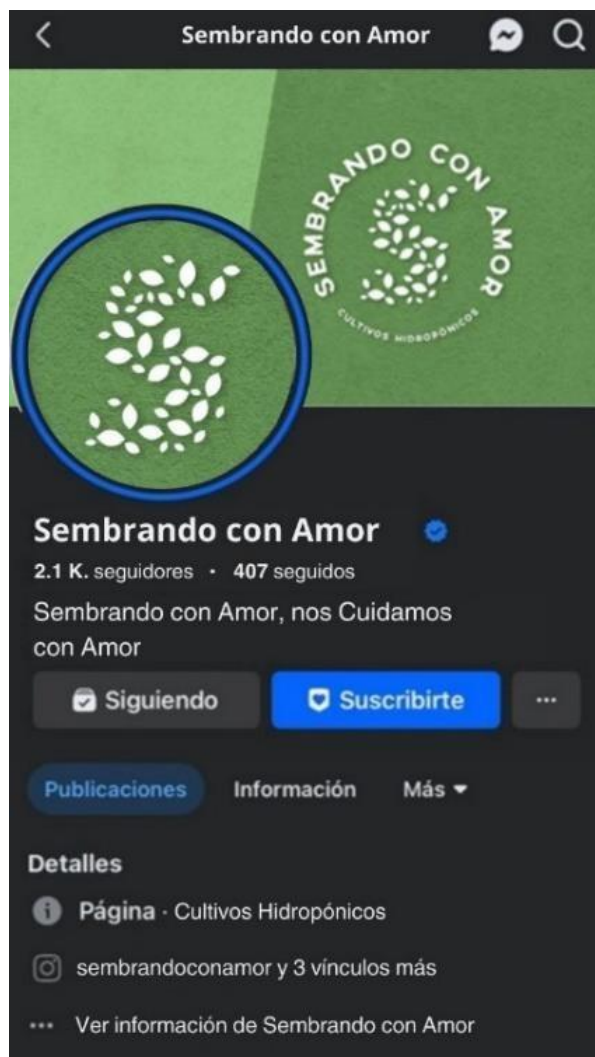 Sembrando con Amor
SEMBRANDO CON AMOR
CULTIVOS HIDROPÓNICOS
Sembrando con Amor
2.1 K. seguidores · 407 seguidos
Sembrando con Amor, nos Cuidamos
con Amor
Siguiendo
Suscribirte
Publicaciones
Información
Más
Detalles
Página · Cultivos Hidropónicos
sembrandoconamor y 3 vínculos más
Ver información de Sembrando con Amor